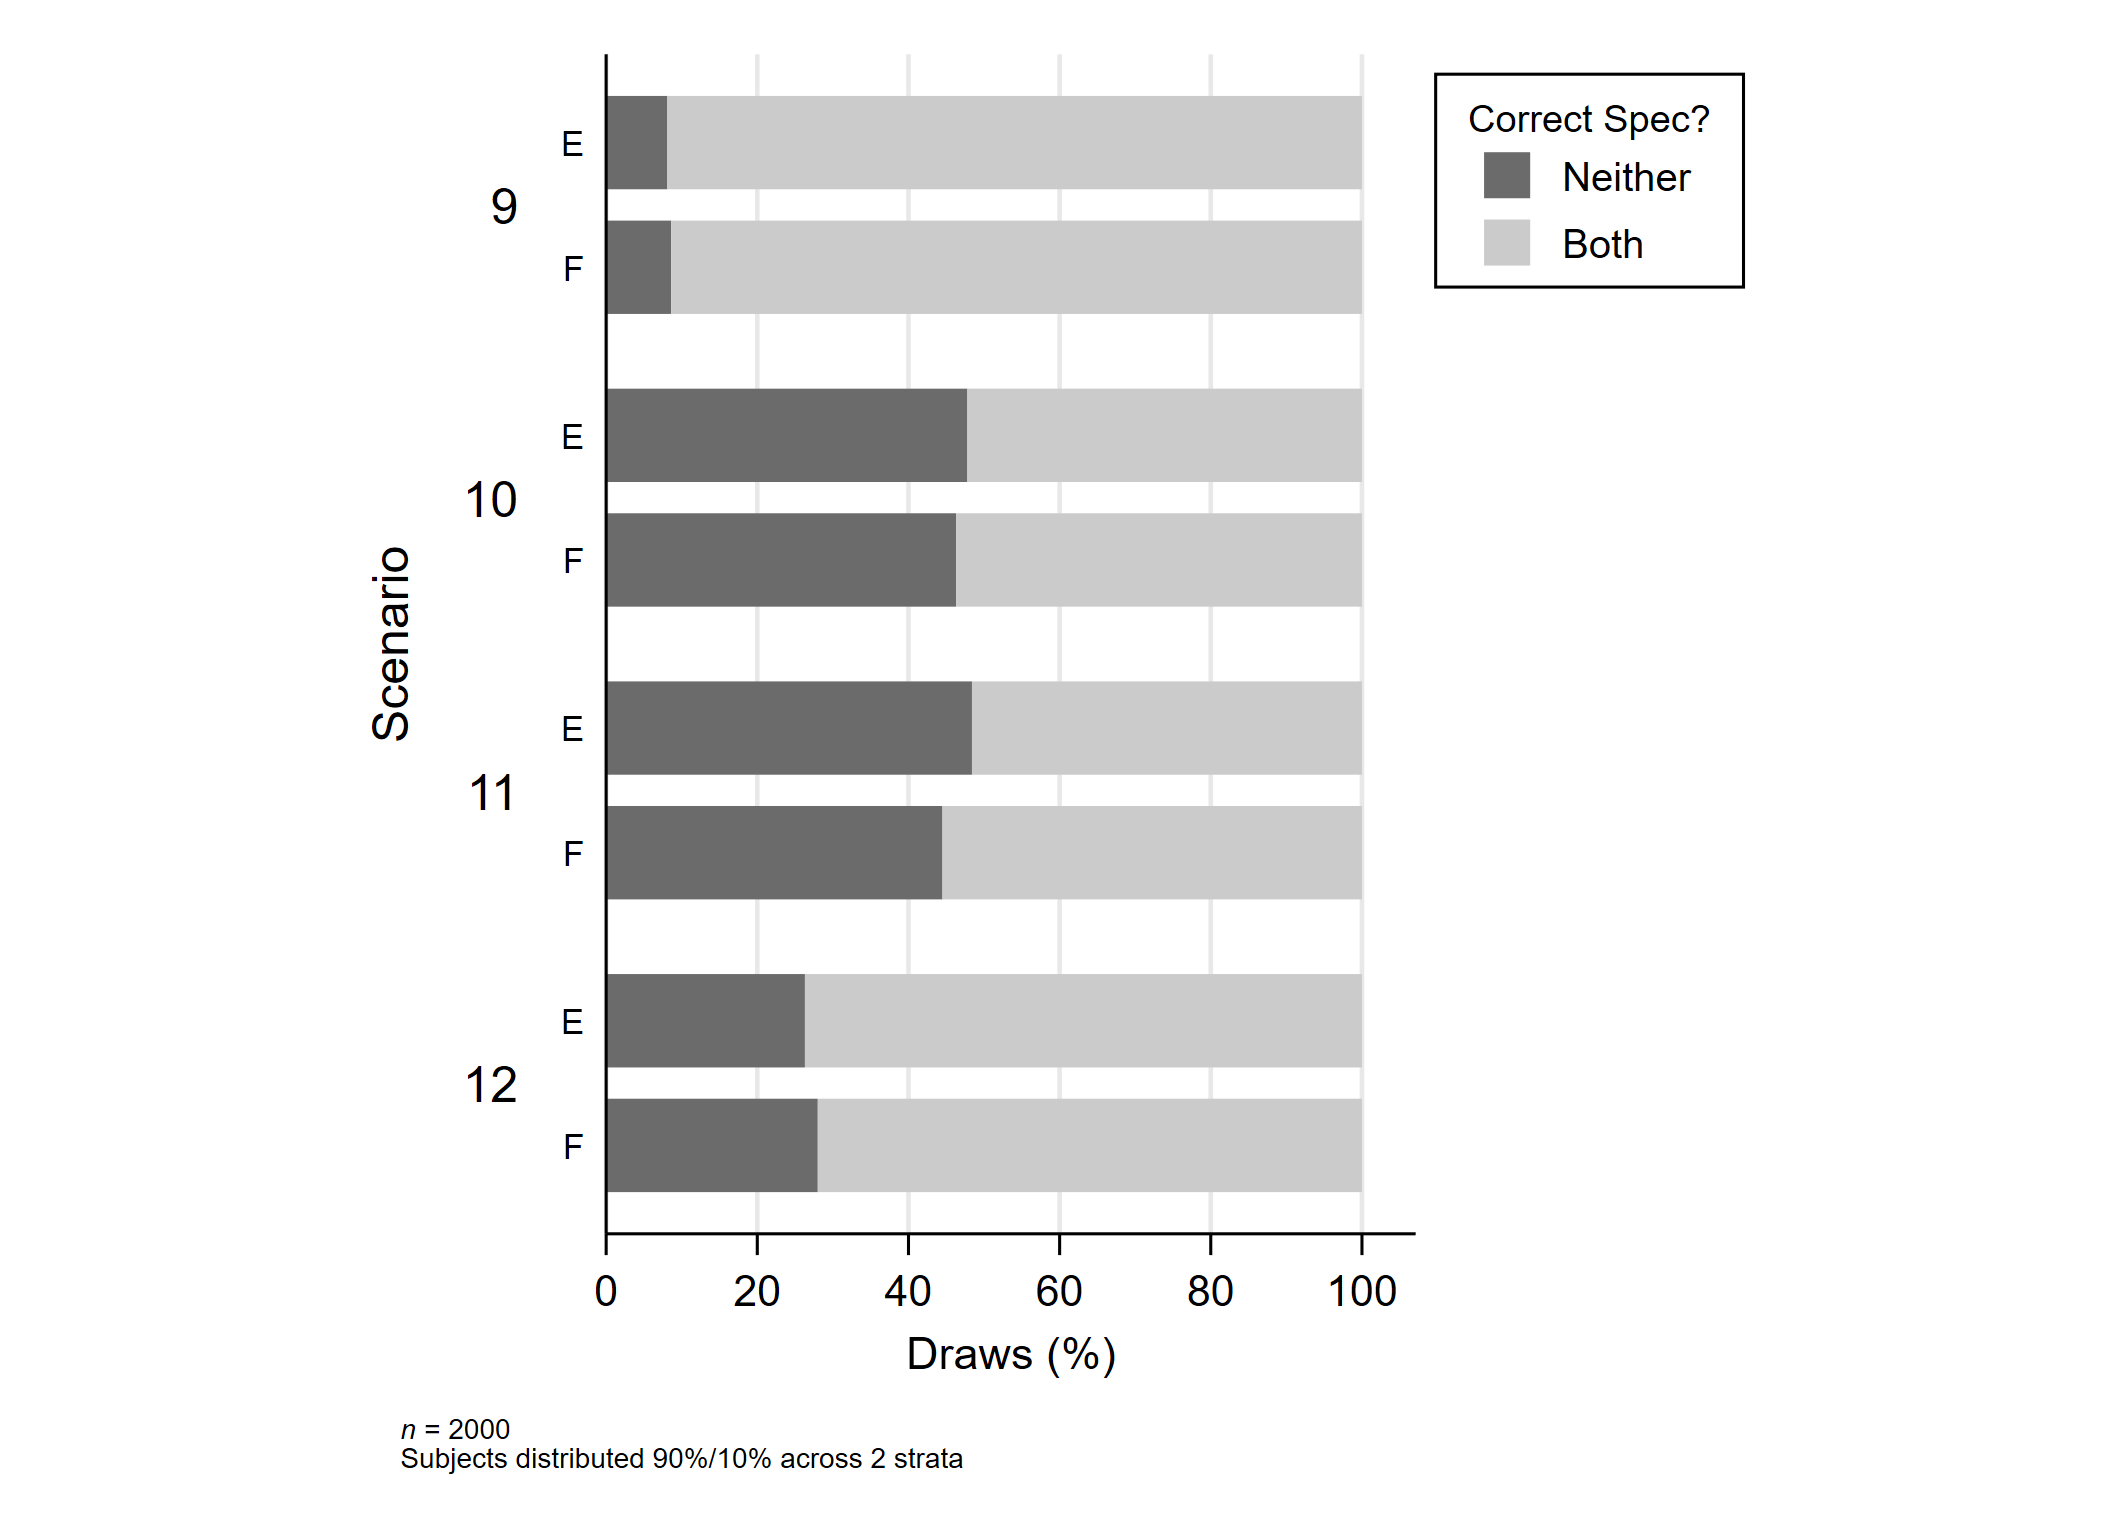 Correct Spec?
Neither
Both
Scenario
9
E
F
10
E
F
11
E
F
12
E
F
0 20 40 60 80 100
Draws (%)
n = 2000
Subjects distributed 90%/10% across 2 strata